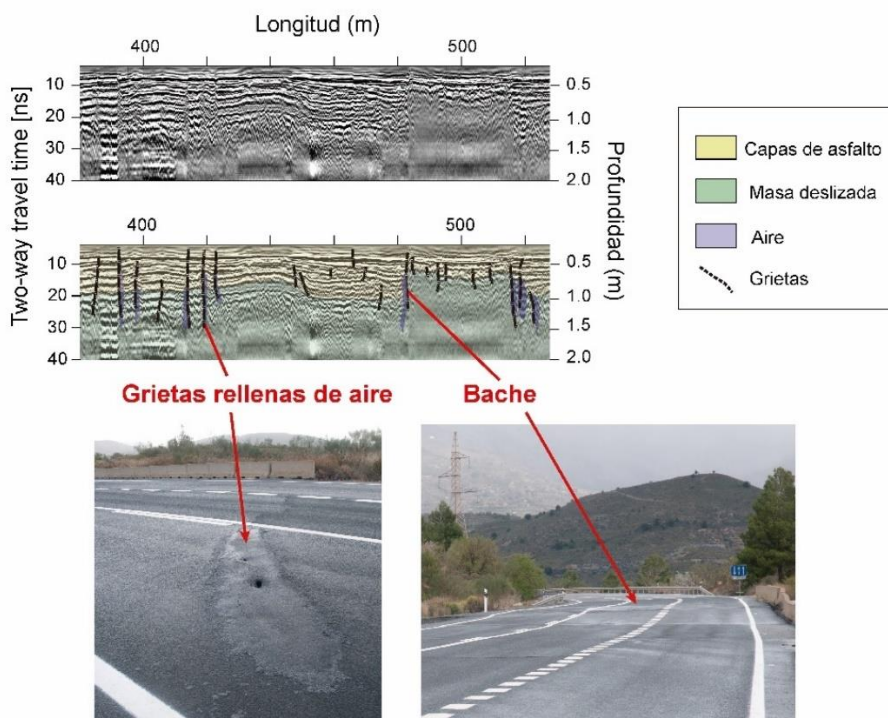 Longitud (m)
400 500
Two-way travel time [ns]
10
20
30
40
0.5
1.0
1.5
2.0
Profundidad (m)
400 500
10
20
30
40
0.5
1.0
1.5
2.0
Capas de asfalto
Masa deslizada
Aire
Grietas
Grietas rellenas de aire
Bache